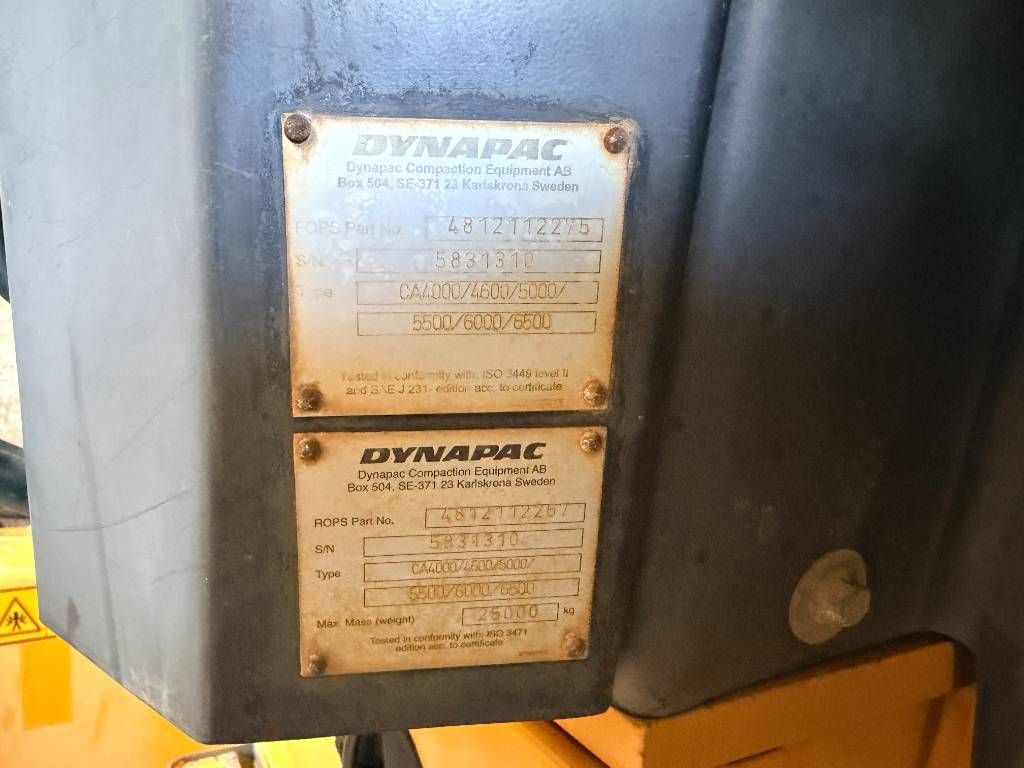 DYNAPAC
Dynapac Compaction Equipment AB
Box 504, SE-371 23 Karlskrona Sweden
FOPS Part No. 4812112275
S/N 5831310
CA4000/4600/5000/
5500/6000/6500
Tested in conformity with: ISO 3449 level II
and SAE J 231- edition acc. to certificate
DYNAPAC
Dynapac Compaction Equipment AB
Box 504, SE-371 23 Karlskrona Sweden
ROPS Part No. 4812112267
S/N 5831310
Type CA4000/4600/5000/
5500/6000/6500
Max. Mass (weight) 25000 kg
Tested in conformity with: ISO 3471
edition acc. to certificate